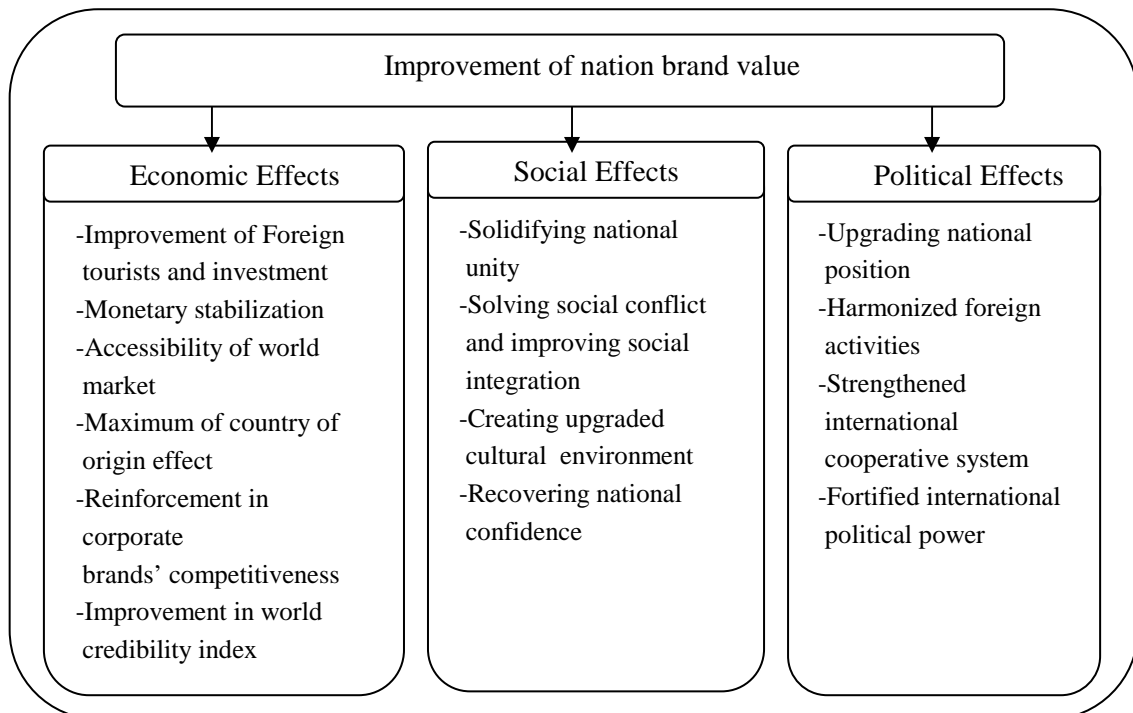 Improvement of nation brand value
Economic Effects
-Improvement of Foreign
tourists and investment
-Monetary stabilization
-Accessibility of world
market
-Maximum of country of
origin effect
-Reinforcement in
corporate
brands’ competitiveness
-Improvement in world
credibility index
Social Effects
-Solidifying national
unity
-Solving social conflict
and improving social
integration
-Creating upgraded
cultural environment
-Recovering national
confidence
Political Effects
-Upgrading national
position
-Harmonized foreign
activities
-Strengthened
international
cooperative system
-Fortified international
political power